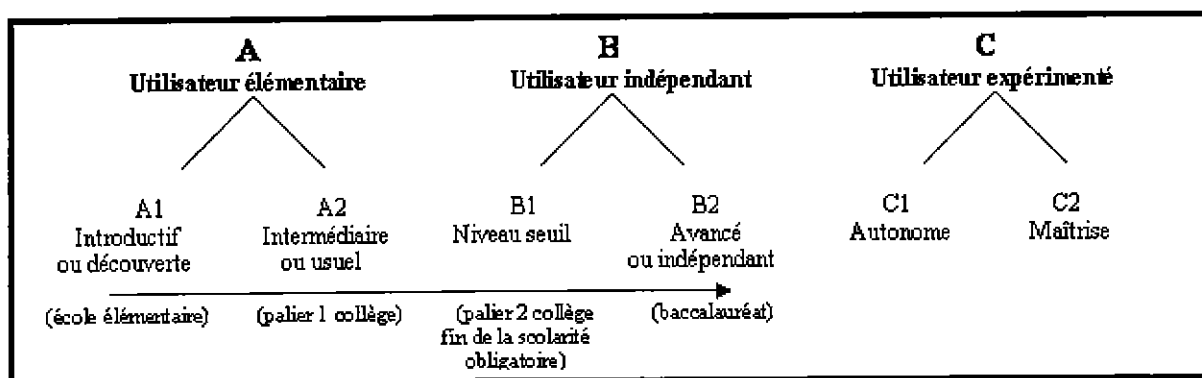 A
Utilisateur élémentaire
B
Utilisateur indépendant
C
Utilisateur expérimenté
A1
Introductif
ou découverte
A2
Intermédiaire
ou usuel
B1
Niveau seuil
B2
Avancé
ou indépendant
C1
Autonome
C2
Maîtrise
(école élémentaire)
(palier 1 collège)
(palier 2 collège
fin de la scolarité
obligatoire)
(baccalauréat)